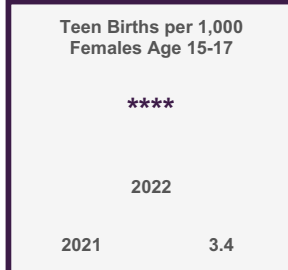 Teen Births per 1,000
Females Age 15-17
****
2022
2021 3.4